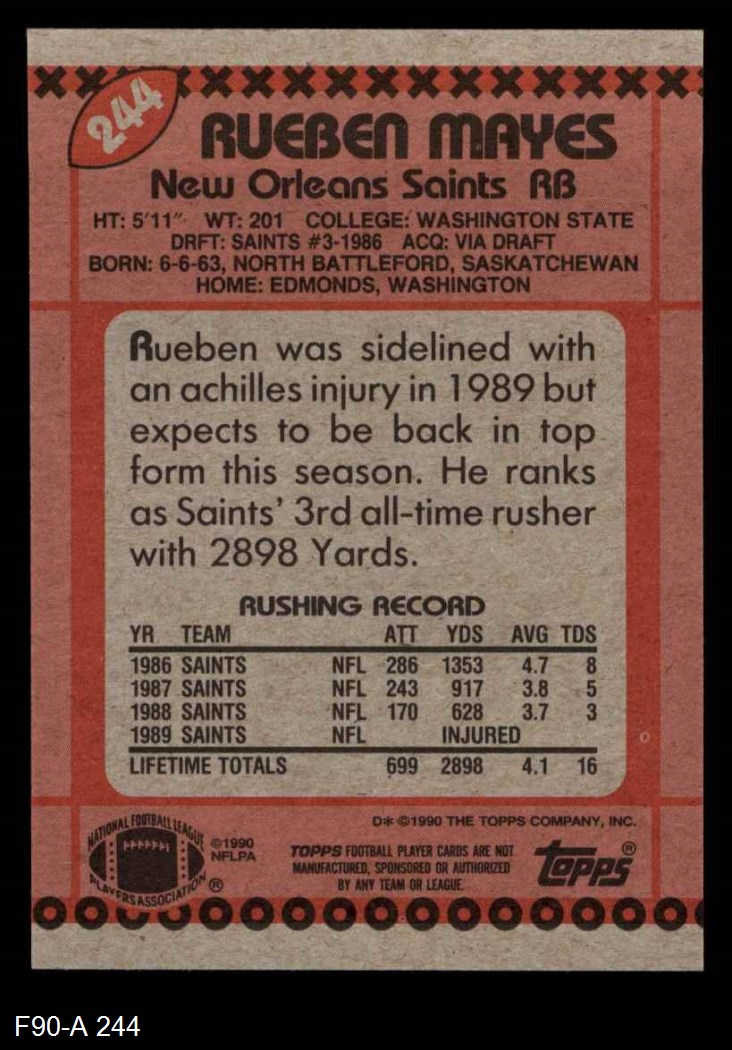 244
RUEBEN MAYES
New Orleans Saints RB
HT: 5'11" WT: 201 COLLEGE: WASHINGTON STATE
DRFT: SAINTS #3-1986 ACQ: VIA DRAFT
BORN: 6-6-63, NORTH BATTLEFORD, SASKATCHEWAN
HOME: EDMONDS, WASHINGTON
Rueben was sidelined with
an achilles injury in 1989 but
expects to be back in top
form this season. He ranks
as Saints' 3rd all-time rusher
with 2898 Yards.
RUSHING RECORD
YR TEAM ATT YDS AVG TDS
1986 SAINTS NFL 286 1353 4.7 8
1987 SAINTS NFL 243 917 3.8 5
1988 SAINTS NFL 170 628 3.7 3
1989 SAINTS NFL INJURED
LIFETIME TOTALS 699 2898 4.1 16
D* ©1990 THE TOPPS COMPANY, INC.
NATIONAL FOOTBALL LEAGUE
PLAYERS ASSOCIATION ®
©1990
NFLPA
TOPPS FOOTBALL PLAYER CARDS ARE NOT
MANUFACTURED, SPONSORED OR AUTHORIZED
BY ANY TEAM OR LEAGUE.
topps ®
F90-A 244